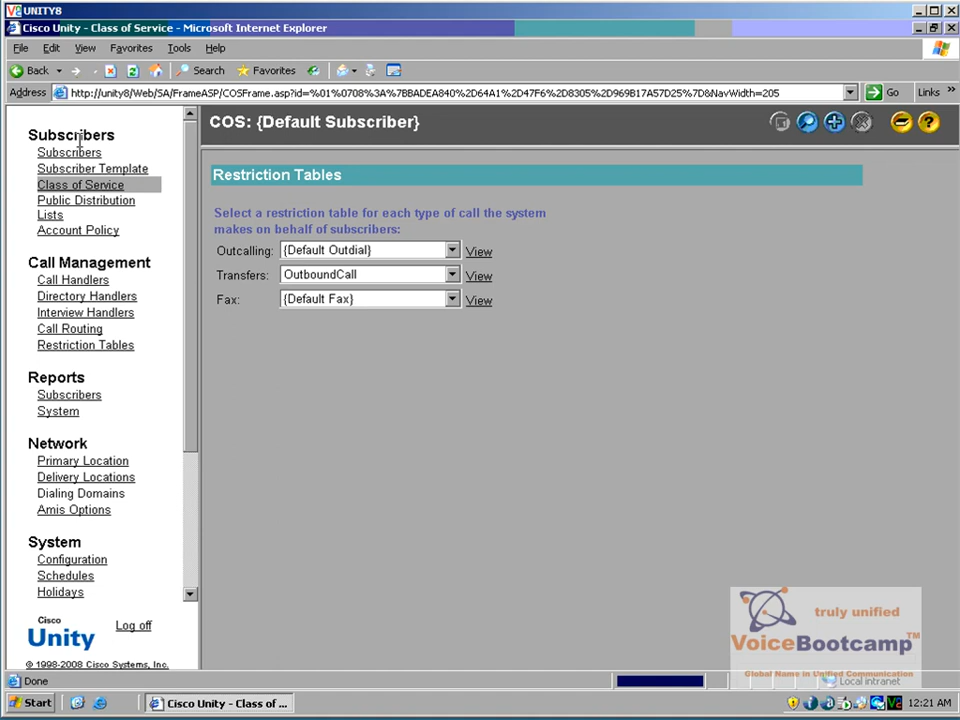 UNITY8
Cisco Unity - Class of Service - Microsoft Internet Explorer
File Edit View Favorites Tools Help
Back Search Favorites
Address http://unity8/Web/SA/FrameASP/COSFrame.asp?id=%01%0708%3A%7BBADEA840%2D64A1%2D47F6%2D8305%2D969B17A57D25%7D&NavWidth=205 Go Links »
Subscribers
Subscribers
Subscriber Template
Class of Service
Public Distribution
Lists
Account Policy
Call Management
Call Handlers
Directory Handlers
Interview Handlers
Call Routing
Restriction Tables
Reports
Subscribers
System
Network
Primary Location
Delivery Locations
Dialing Domains
Amis Options
System
Configuration
Schedules
Holidays
Cisco
Unity
Log off
© 1998-2008 Cisco Systems, Inc.
COS: {Default Subscriber}
Restriction Tables
Select a restriction table for each type of call the system
makes on behalf of subscribers:
Outcalling: {Default Outdial} View
Transfers: OutboundCall View
Fax: {Default Fax} View
truly unified
VoiceBootcamp™
Global Name in Unified Communication
Done
Local intranet
Start
Cisco Unity - Class of ...
12:21 AM